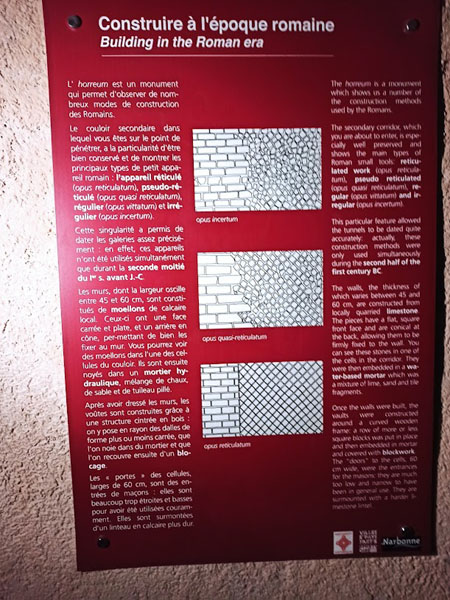 Construire à l'époque romaine
Building in the Roman era
L' horreum est un monument
qui permet d'observer de nom-
breux modes de construction
des Romains.
Le couloir secondaire dans
lequel vous êtes sur le point de
pénétrer, a la particularité d'être
bien conservé et de montrer les
principaux types de petit appa-
reil romain : l'appareil réticulé
(opus reticulatum), pseudo-ré-
ticulé (opus quasi reticulatum),
régulier (opus vittatum) et irré-
gulier (opus incertum).
Cette singularité a permis de
dater les galeries assez précisé-
ment : en effet, ces appareils
n'ont été utilisés simultanément
que durant la seconde moitié
du Iᵉʳ s. avant J.-C.
Les murs, dont la largeur oscille
entre 45 et 60 cm, sont consti-
tués de moellons de calcaire
local. Ceux-ci ont une face
carrée et plate, et un arrière en
cône, per-mettant de bien les
fixer au mur. Vous pourrez voir
des moellons dans l'une des cel-
lules du couloir. Ils sont ensuite
noyés dans un mortier hy-
draulique, mélange de chaux,
de sable et de tuileau pillé.
Après avoir dressé les murs, les
voûtes sont construites grâce à
une structure cintrée en bois :
on y pose en rayon des dalles de
forme plus ou moins carrée, que
l'on noie dans du mortier et que
l'on recouvre ensuite d'un blo-
cage.
Les « portes » des cellules,
larges de 60 cm, sont des en-
trées de maçons : elles sont
beaucoup trop étroites et basses
pour avoir été utilisées couram-
ment. Elles sont surmontées
d'un linteau en calcaire plus dur.
opus incertum
opus quasi-reticulatum
opus reticulatum
The horreum is a monument
which shows us a number of
the construction methods
used by the Romans.
The secondary corridor, which
you are about to enter, is espe-
cially well preserved and
shows the main types of
Roman small tools: reticu-
lated work (opus reticula-
tum), pseudo reticulated
(opus quasi reticulatum), re-
gular (opus vittatum) and ir-
regular (opus incertum).
This particular feature allowed
the tunnels to be dated quite
accurately: actually, these
construction methods were
only used simultaneously
during the second half of the
first century BC.
The walls, the thickness of
which varies between 45 and
60 cm, are constructed from
locally quarried limestone.
The pieces have a flat, square
front face and are conical at
the back, allowing them to be
firmly fixed to the wall. You
can see these stones in one of
the cells in the corridor. They
were then embedded in a wa-
ter-based mortar which was
a mixture of lime, sand and tile
fragments.
Once the walls were built, the
vaults were constructed
around a curved wooden
frame: a row of more or less
square blocks was put in place
and then embedded in mortar
and covered with blockwork.
The "doors" to the cells, 60
cm wide, were the entrances
for the masons: they are much
too low and narrow to have
been in general use. They are
surmounted with a harder li-
mestone lintel.
Narbonne